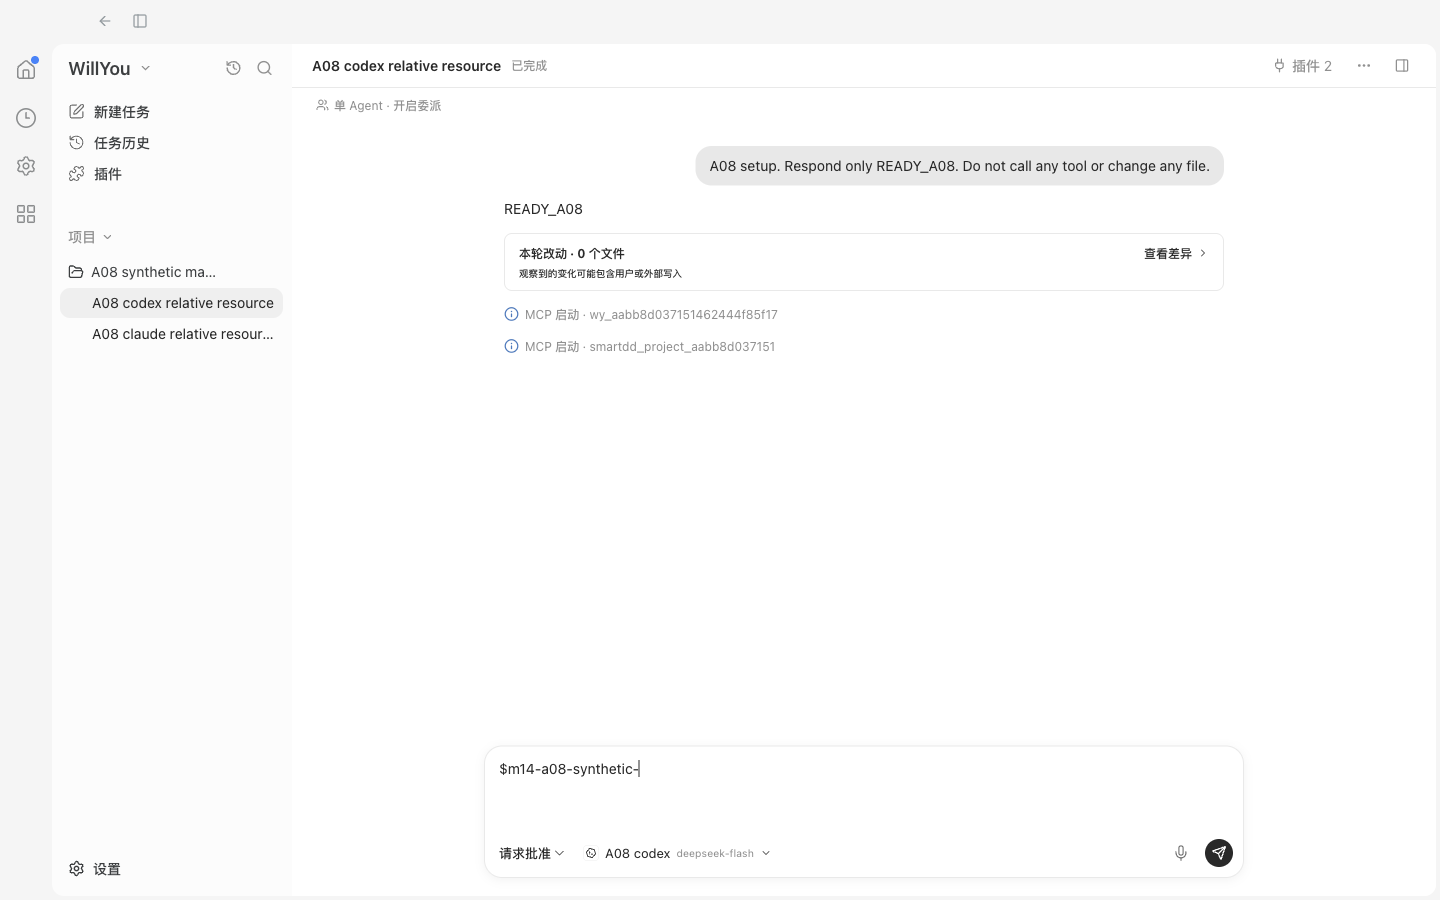 WillYou
新建任务
任务历史
插件
项目
A08 synthetic ma...
A08 codex relative resource
A08 claude relative resour...
设置
A08 codex relative resource 已完成
插件 2
单 Agent · 开启委派
A08 setup. Respond only READY_A08. Do not call any tool or change any file.
READY_A08
本轮改动 · 0 个文件
查看差异
观察到的变化可能包含用户或外部写入
MCP 启动 · wy_aabb8d037151462444f85f17
MCP 启动 · smartdd_project_aabb8d037151
$m14-a08-synthetic-
请求批准
A08 codex deepseek-flash